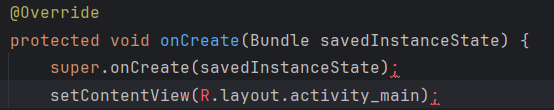 @Override
protected void onCreate(Bundle savedInstanceState) {
super.onCreate(savedInstanceState);
setContentView(R.layout.activity_main);